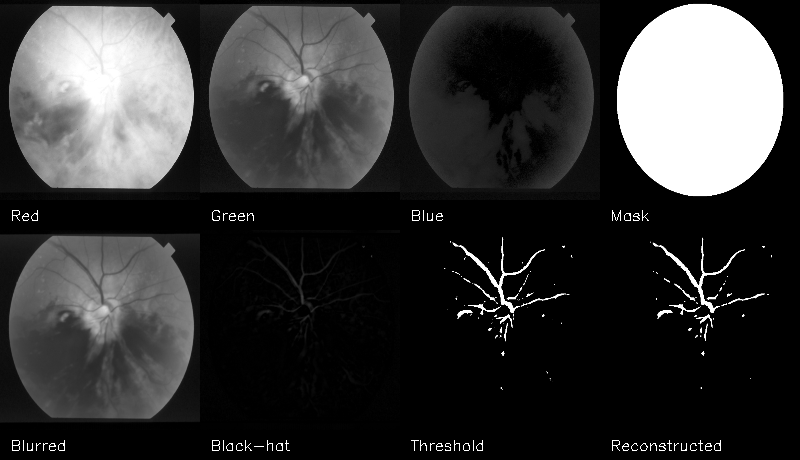 Red
Green
Blue
Mask
Blurred
Black-hat
Threshold
Reconstructed